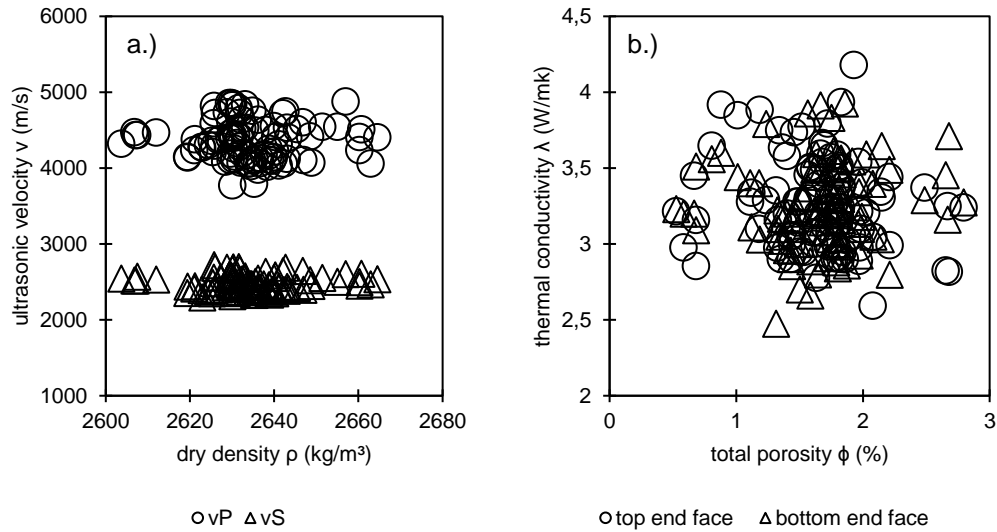 a.)
6000
5000
4000
3000
2000
1000
ultrasonic velocity v (m/s)
2600 2620 2640 2660 2680
dry density ρ (kg/m³)
vP vS
b.)
4,5
4
3,5
3
2,5
2
thermal conductivity λ (W/mk)
0 1 2 3
total porosity ϕ (%)
top end face bottom end face